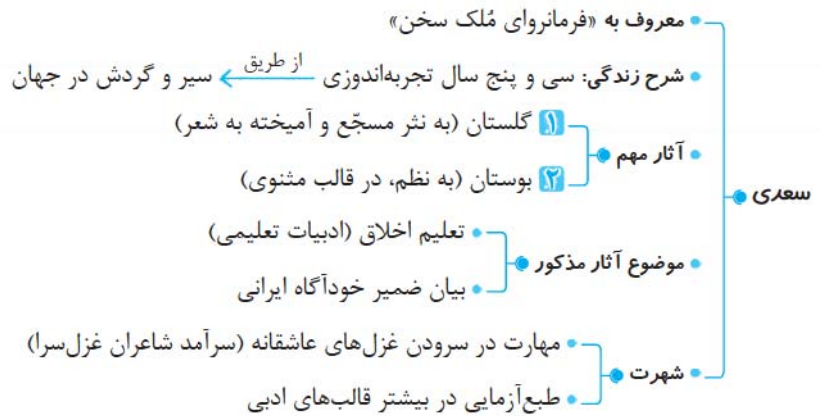 معروف به «فرمانروای مُلک سخن»
شرح زندگی: سی و پنج سال تجربه‌اندوزی از طریق سیر و گردش در جهان
آثار مهم
۱ گلستان (به نثر مسجّع و آمیخته به شعر)
۲ بوستان (به نظم، در قالب مثنوی)
سعدی
موضوع آثار مذکور
تعلیم اخلاق (ادبیات تعلیمی)
بیان ضمیر خودآگاه ایرانی
شهرت
مهارت در سرودن غزل‌های عاشقانه (سرآمد شاعران غزل‌سرا)
طبع‌آزمایی در بیشتر قالب‌های ادبی